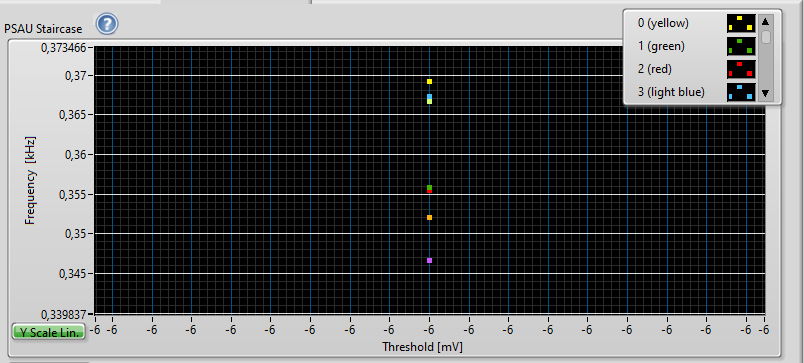 PSAU Staircase
?
0 (yellow)
1 (green)
2 (red)
3 (light blue)
0,373466
0,37
0,365
0,36
0,355
0,35
0,345
0,339837
Frequency [kHz]
Y Scale Lin.
-6 -6 -6 -6 -6 -6 -6 -6 -6 -6 -6 -6 -6 -6 -6 -6 -6 -6
Threshold [mV]